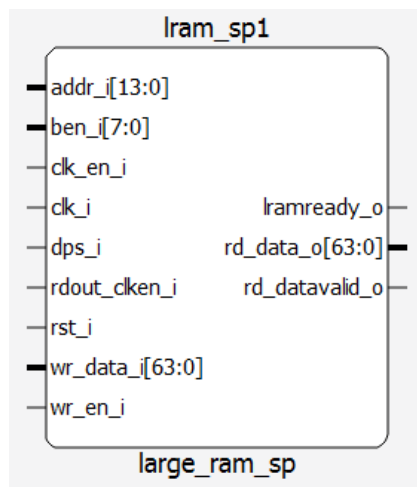 lram_sp1
addr_i[13:0]
ben_i[7:0]
clk_en_i
clk_i
lramready_o
dps_i
rd_data_o[63:0]
rdout_clken_i
rd_datavalid_o
rst_i
wr_data_i[63:0]
wr_en_i
large_ram_sp